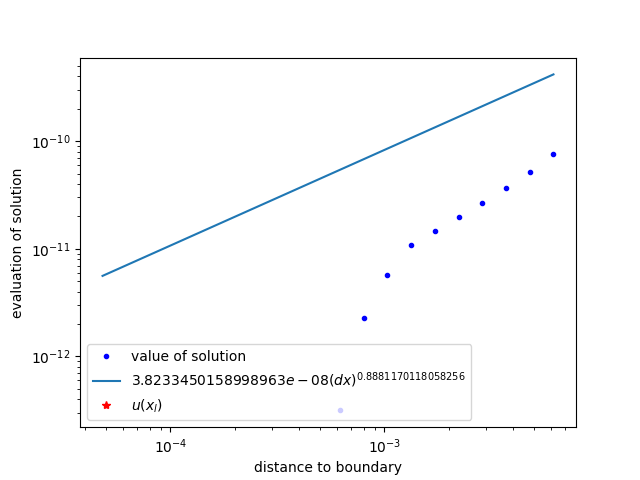 10⁻¹⁰
10⁻¹¹
10⁻¹²
evaluation of solution
value of solution
3.8233450158998963e − 08(dx)^0.8881170118058256
u(x_l)
10⁻⁴
10⁻³
distance to boundary